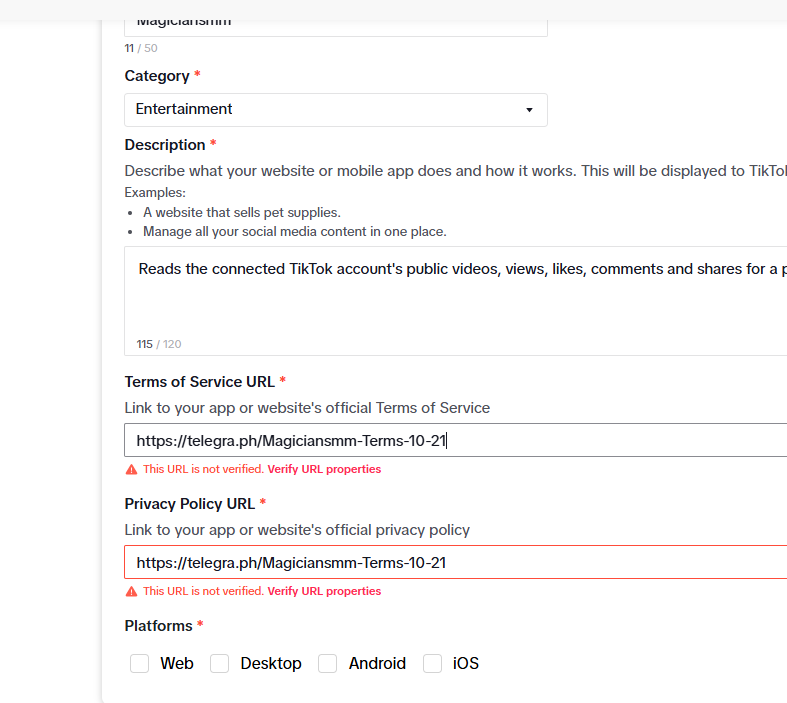 Magiciansmm
11 / 50
Category *
Entertainment
Description *
Describe what your website or mobile app does and how it works. This will be displayed to TikTok
Examples:
• A website that sells pet supplies.
• Manage all your social media content in one place.
Reads the connected TikTok account's public videos, views, likes, comments and shares for a p
115 / 120
Terms of Service URL *
Link to your app or website's official Terms of Service
https://telegra.ph/Magiciansmm-Terms-10-21
This URL is not verified. Verify URL properties
Privacy Policy URL *
Link to your app or website's official privacy policy
https://telegra.ph/Magiciansmm-Terms-10-21
This URL is not verified. Verify URL properties
Platforms *
Web Desktop Android iOS